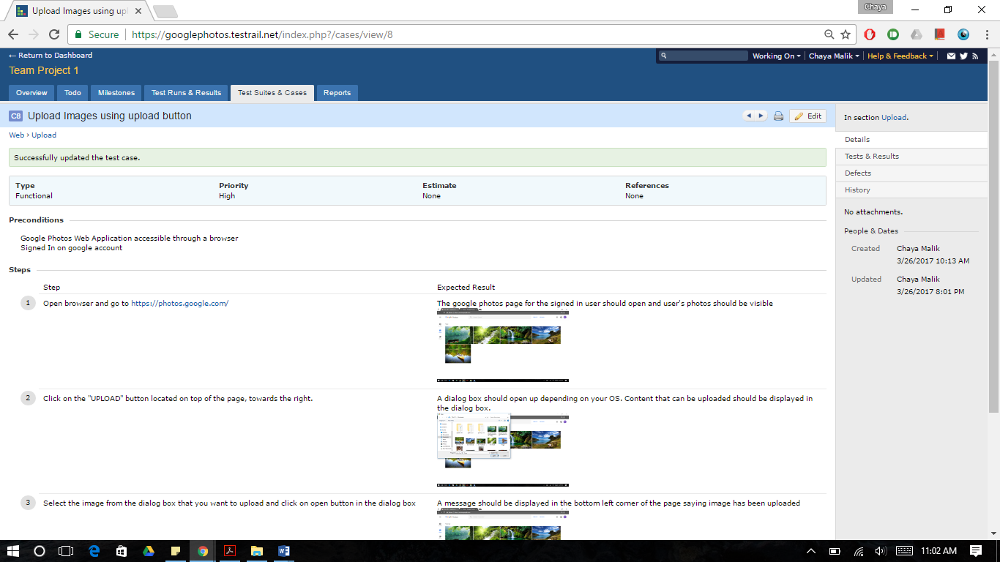 Upload Images using upl
Chaya
Secure
https://googlephotos.testrail.net/index.php?/cases/view/8
← Return to Dashboard
Working On
Chaya Malik
Help & Feedback
Team Project 1
Overview
Todo
Milestones
Test Runs & Results
Test Suites & Cases
Reports
C8 Upload Images using upload button
Edit
In section Upload.
Web › Upload
Details
Successfully updated the test case.
Tests & Results
Defects
History
Type Priority Estimate References
Functional High None None
No attachments.
Preconditions
People & Dates
Google Photos Web Application accessible through a browser
Signed In on google account
Created Chaya Malik
3/26/2017 10:13 AM
Updated Chaya Malik
3/26/2017 8:01 PM
Steps
Step Expected Result
1 Open browser and go to https://photos.google.com/
The google photos page for the signed in user should open and user's photos should be visible
2 Click on the "UPLOAD" button located on top of the page, towards the right.
A dialog box should open up depending on your OS. Content that can be uploaded should be displayed in
the dialog box.
3 Select the image from the dialog box that you want to upload and click on open button in the dialog box
A message should be displayed in the bottom left corner of the page saying image has been uploaded
11:02 AM